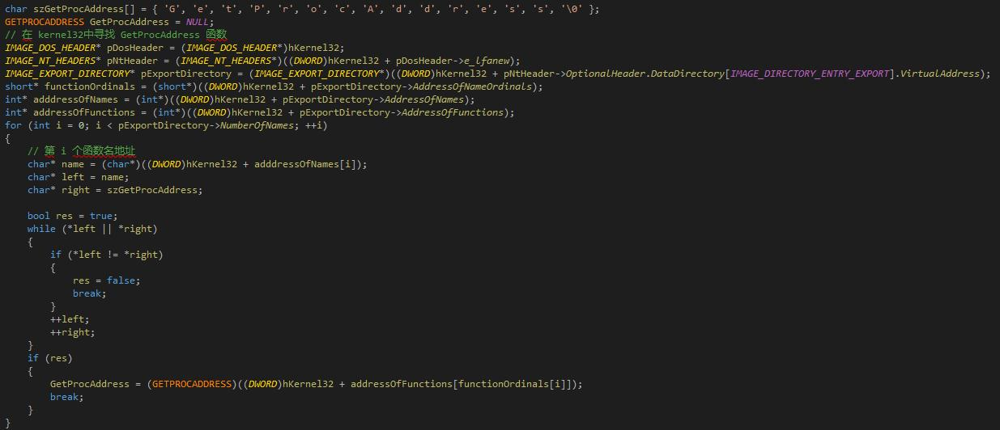 char szGetProcAddress[] = { 'G', 'e', 't', 'P', 'r', 'o', 'c', 'A', 'd', 'd', 'r', 'e', 's', 's', '\0' };
GETPROCADDRESS GetProcAddress = NULL;
// 在 kernel32中寻找 GetProcAddress 函数
IMAGE_DOS_HEADER* pDosHeader = (IMAGE_DOS_HEADER*)hKernel32;
IMAGE_NT_HEADERS* pNtHeader = (IMAGE_NT_HEADERS*)((DWORD)hKernel32 + pDosHeader->e_lfanew);
IMAGE_EXPORT_DIRECTORY* pExportDirectory = (IMAGE_EXPORT_DIRECTORY*)((DWORD)hKernel32 + pNtHeader->OptionalHeader.DataDirectory[IMAGE_DIRECTORY_ENTRY_EXPORT].VirtualAddress);
short* functionOrdinals = (short*)((DWORD)hKernel32 + pExportDirectory->AddressOfNameOrdinals);
int* adddressOfNames = (int*)((DWORD)hKernel32 + pExportDirectory->AddressOfNames);
int* addressOfFunctions = (int*)((DWORD)hKernel32 + pExportDirectory->AddressOfFunctions);
for (int i = 0; i < pExportDirectory->NumberOfNames; ++i)
{
    // 第 i 个函数名地址
    char* name = (char*)((DWORD)hKernel32 + adddressOfNames[i]);
    char* left = name;
    char* right = szGetProcAddress;

    bool res = true;
    while (*left || *right)
    {
        if (*left != *right)
        {
            res = false;
            break;
        }
        ++left;
        ++right;
    }
    if (res)
    {
        GetProcAddress = (GETPROCADDRESS)((DWORD)hKernel32 + addressOfFunctions[functionOrdinals[i]]);
        break;
    }
}